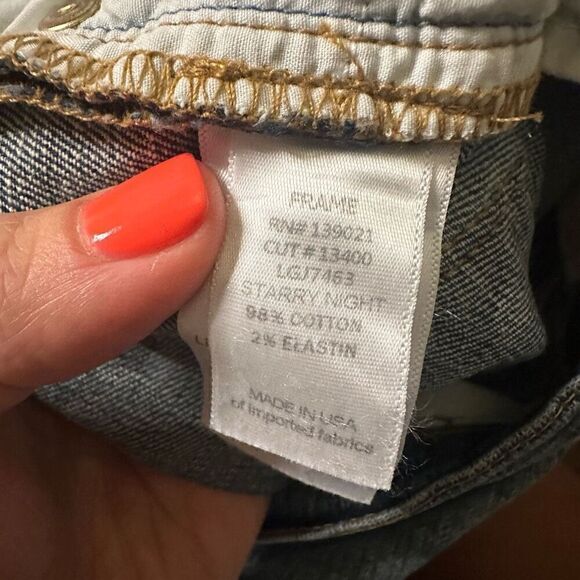 FRAME
RN# 139021
CUT # 13400
LGJ7463
STARRY NIGHT
98% COTTON
2% ELASTIN
MADE IN USA
of imported fabrics